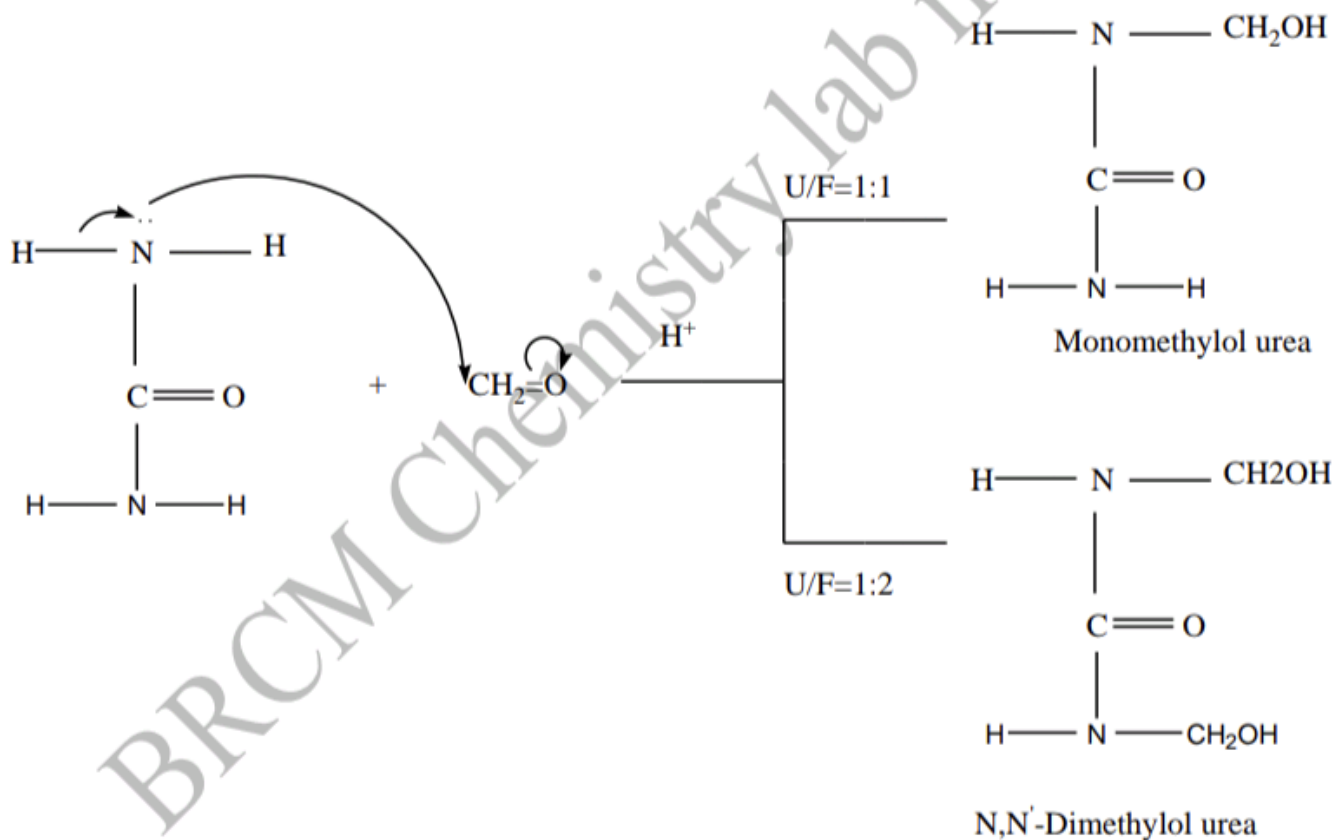 H N CH₂OH
U/F=1:1
C O
H N H
Monomethylol urea
H N H
..
H⁺
C O + CH₂=O
H N H
H N CH2OH
U/F=1:2
C O
H N CH₂OH
N,N'-Dimethylol urea
BRCM Chemistry lab